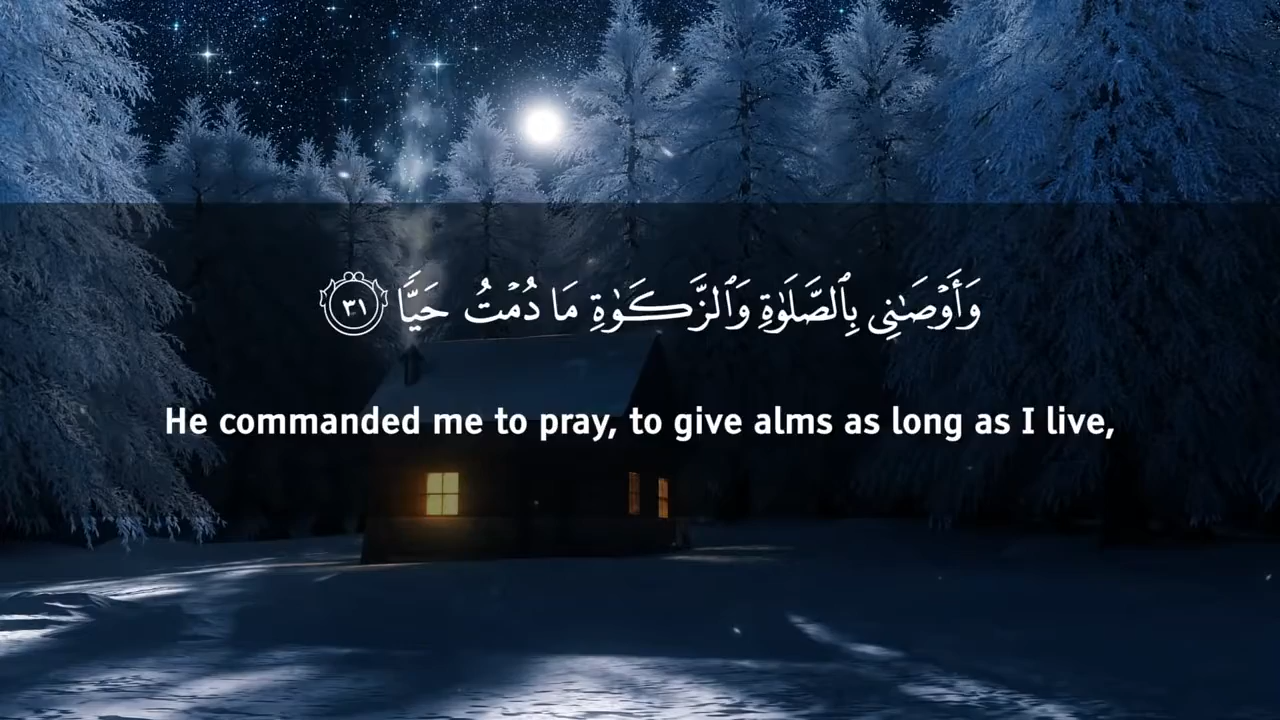 وَأَوْصَـٰنِى بِٱلصَّلَوٰةِ وَٱلزَّكَوٰةِ مَا دُمْتُ حَيًّا ٣١
He commanded me to pray, to give alms as long as I live,